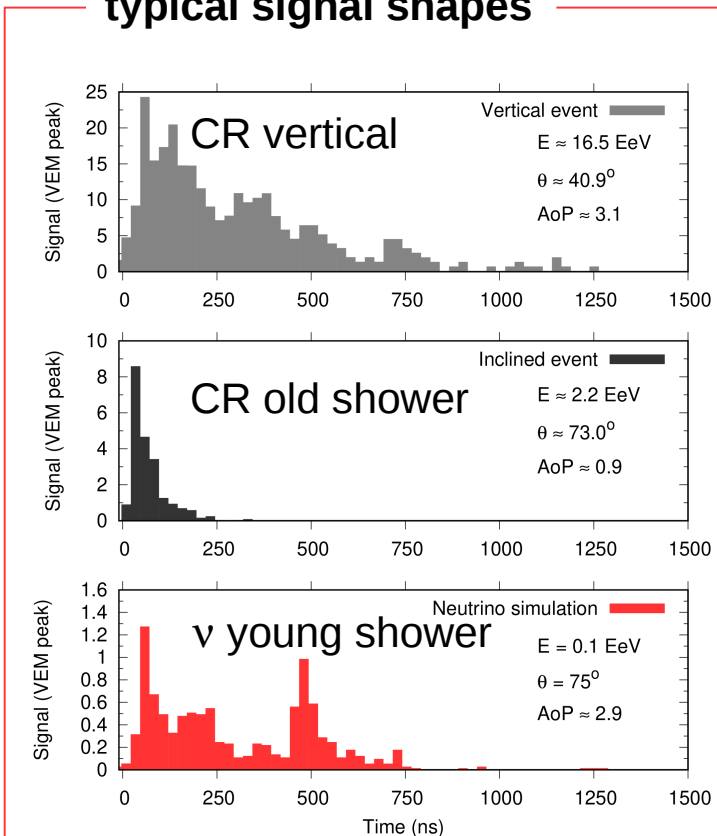 typical signal shapes
Signal (VEM peak)
25
20
15
10
5
0
CR vertical
Vertical event
E ≈ 16.5 EeV
θ ≈ 40.9°
AoP ≈ 3.1
0 250 500 750 1000 1250 1500
Signal (VEM peak)
10
8
6
4
2
0
CR old shower
Inclined event
E ≈ 2.2 EeV
θ ≈ 73.0°
AoP ≈ 0.9
0 250 500 750 1000 1250 1500
Signal (VEM peak)
1.6
1.4
1.2
1
0.8
0.6
0.4
0.2
0
ν young shower
Neutrino simulation
E = 0.1 EeV
θ = 75°
AoP ≈ 2.9
0 250 500 750 1000 1250 1500
Time (ns)